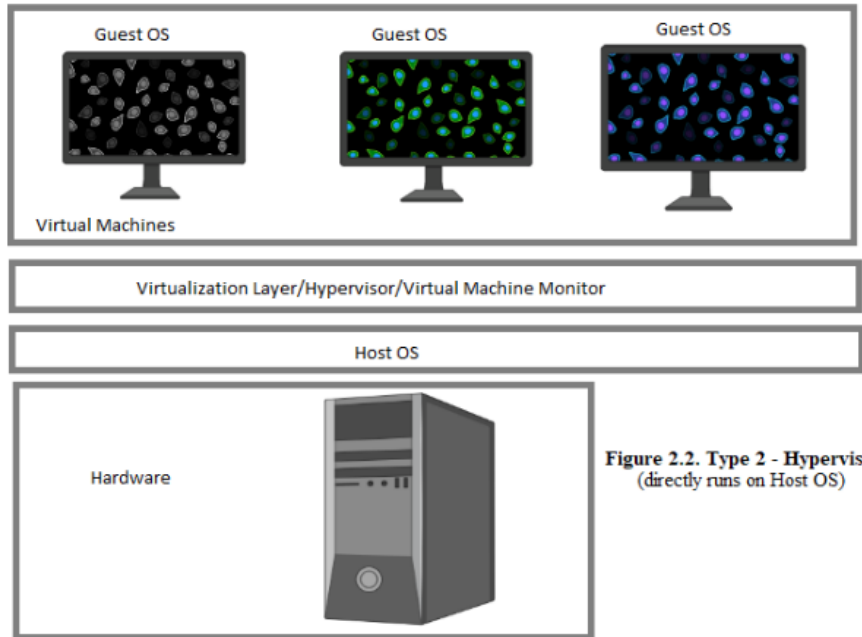 Guest OS
Guest OS
Guest OS
Virtual Machines
Virtualization Layer/Hypervisor/Virtual Machine Monitor
Host OS
Hardware
Figure 2.2. Type 2 - Hypervis
(directly runs on Host OS)